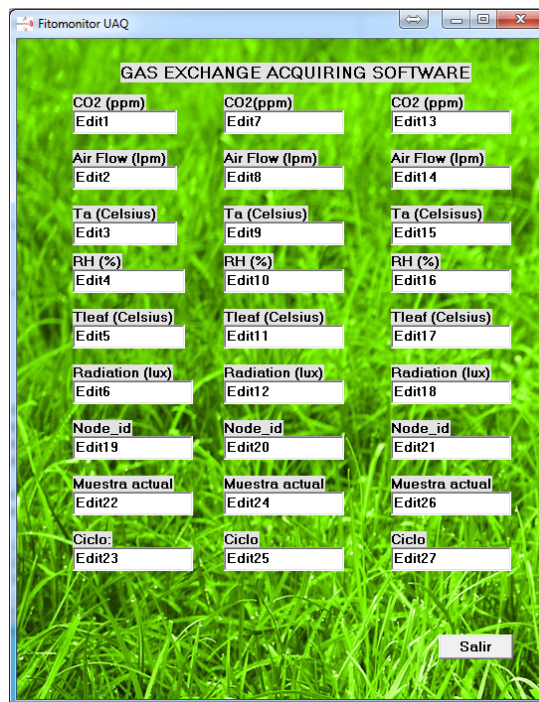 Fitomonitor UAQ
GAS EXCHANGE ACQUIRING SOFTWARE
CO2 (ppm) CO2(ppm) CO2 (ppm)
Edit1 Edit7 Edit13
Air Flow (lpm) Air Flow (lpm) Air Flow (lpm)
Edit2 Edit8 Edit14
Ta (Celsius) Ta (Celsius) Ta (Celsisus)
Edit3 Edit9 Edit15
RH (%) RH (%) RH (%)
Edit4 Edit10 Edit16
Tleaf (Celsius) Tleaf (Celsius) Tleaf (Celsius)
Edit5 Edit11 Edit17
Radiation (lux) Radiation (lux) Radiation (lux)
Edit6 Edit12 Edit18
Node_id Node_id Node_id
Edit19 Edit20 Edit21
Muestra actual Muestra actual Muestra actual
Edit22 Edit24 Edit26
Ciclo: Ciclo Ciclo
Edit23 Edit25 Edit27
Salir